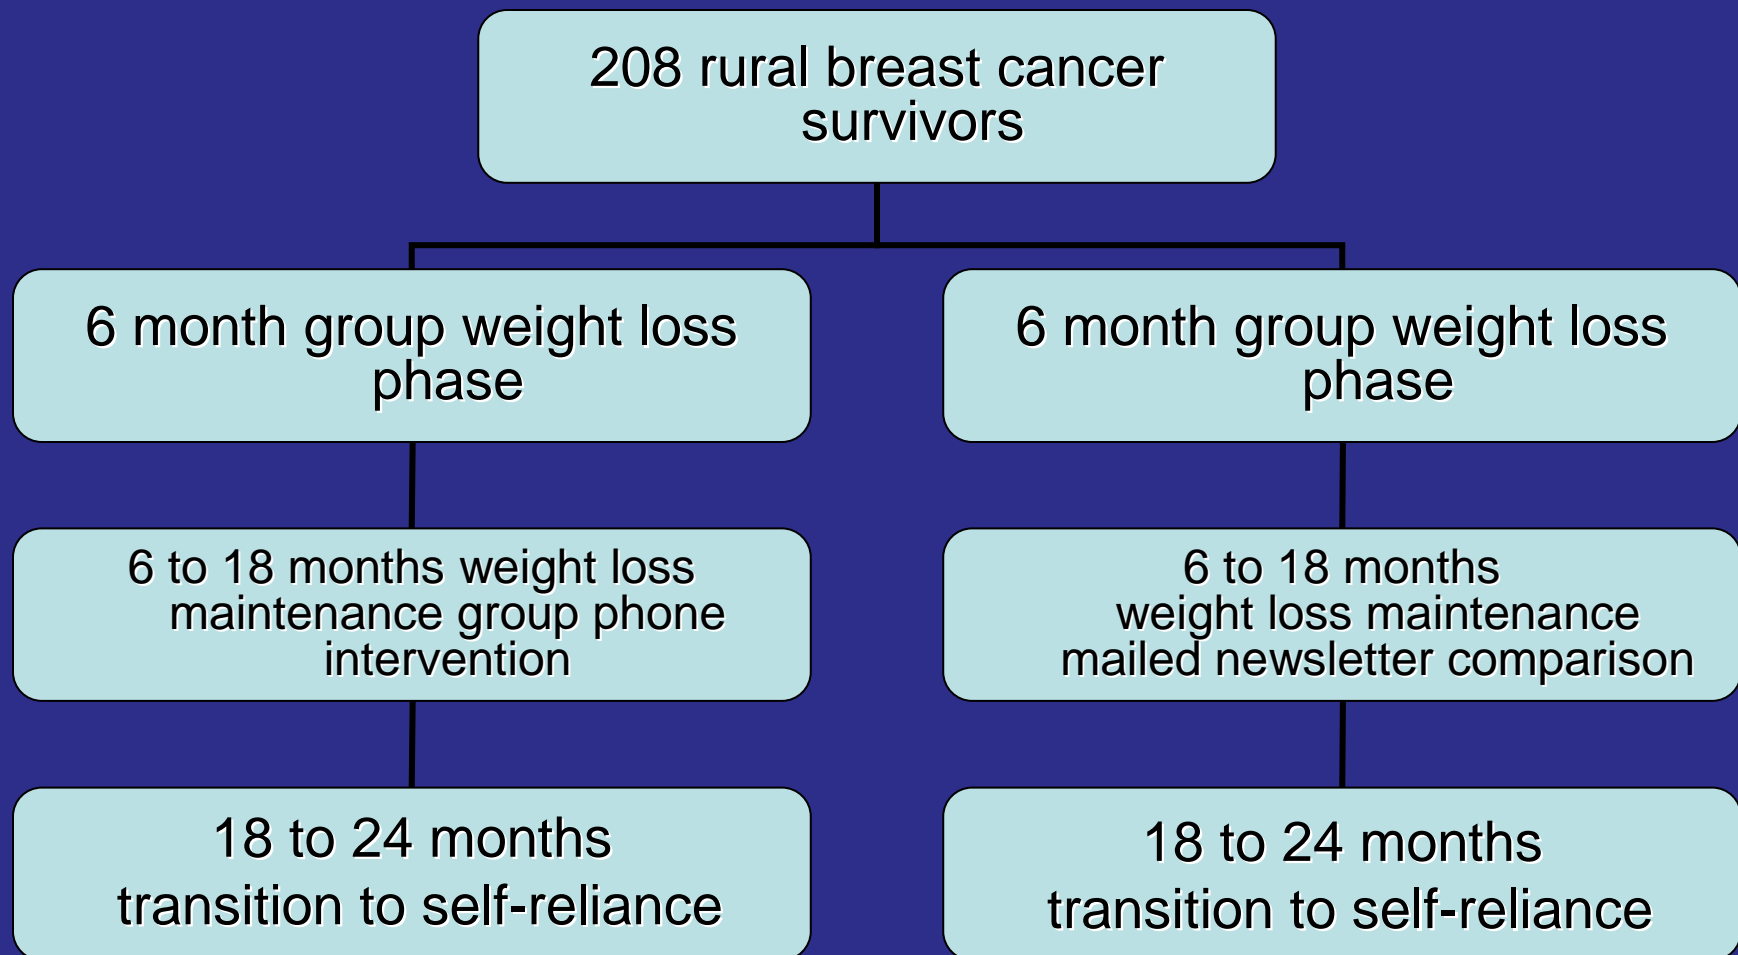 208 rural breast cancer
survivors
6 month group weight loss
phase
6 month group weight loss
phase
6 to 18 months weight loss
maintenance group phone
intervention
6 to 18 months
weight loss maintenance
mailed newsletter comparison
18 to 24 months
transition to self-reliance
18 to 24 months
transition to self-reliance